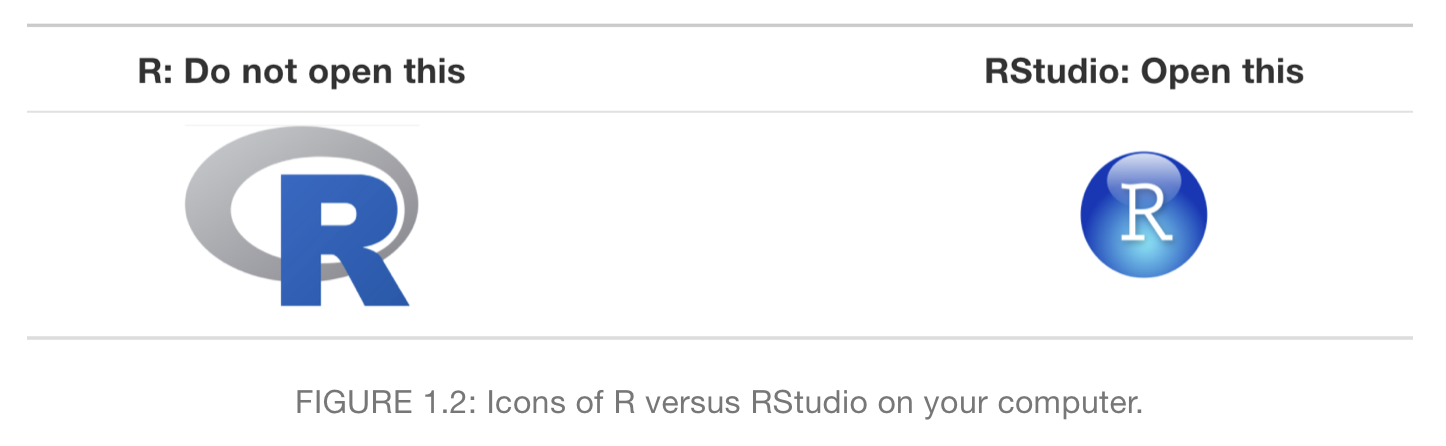 R: Do not open this
RStudio: Open this
R
R
FIGURE 1.2: Icons of R versus RStudio on your computer.